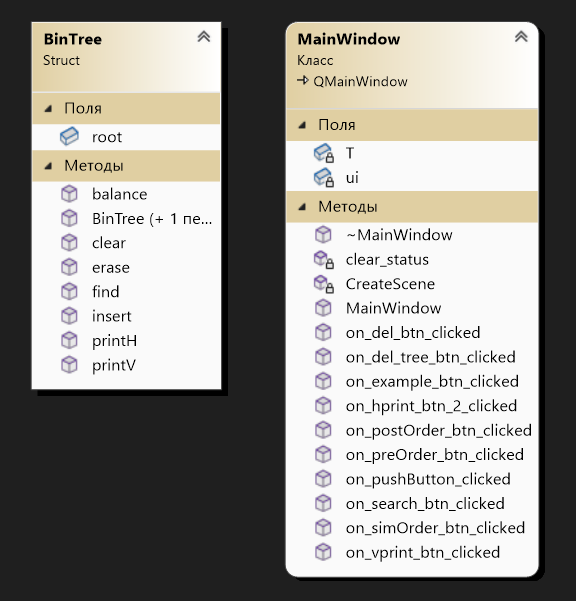 BinTree
Struct
Поля
root
Методы
balance
BinTree (+ 1 пе...
clear
erase
find
insert
printH
printV
MainWindow
Класс
QMainWindow
Поля
T
ui
Методы
~MainWindow
clear_status
CreateScene
MainWindow
on_del_btn_clicked
on_del_tree_btn_clicked
on_example_btn_clicked
on_hprint_btn_2_clicked
on_postOrder_btn_clicked
on_preOrder_btn_clicked
on_pushButton_clicked
on_search_btn_clicked
on_simOrder_btn_clicked
on_vprint_btn_clicked